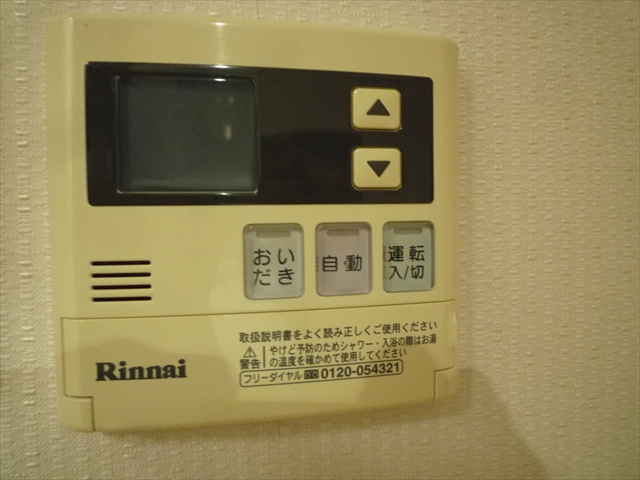 ▲
▼
おい
だき
自動
運転
入/切
取扱説明書をよく読み正しくご使用ください
⚠
警告
やけど予防のためシャワー・入浴の際はお湯
の温度を確かめて使用してください
フリーダイヤル 0120-054321
Rinnai